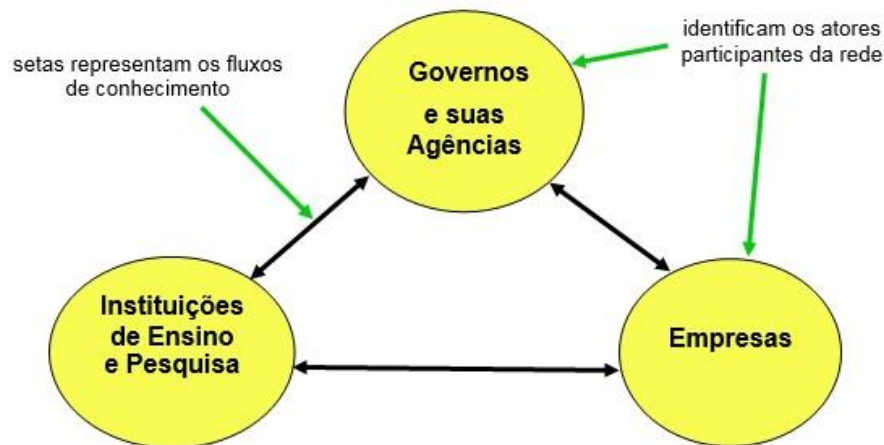 setas representam os fluxos
de conhecimento
identificam os atores
participantes da rede
Governos
e suas
Agências
Instituições
de Ensino
e Pesquisa
Empresas